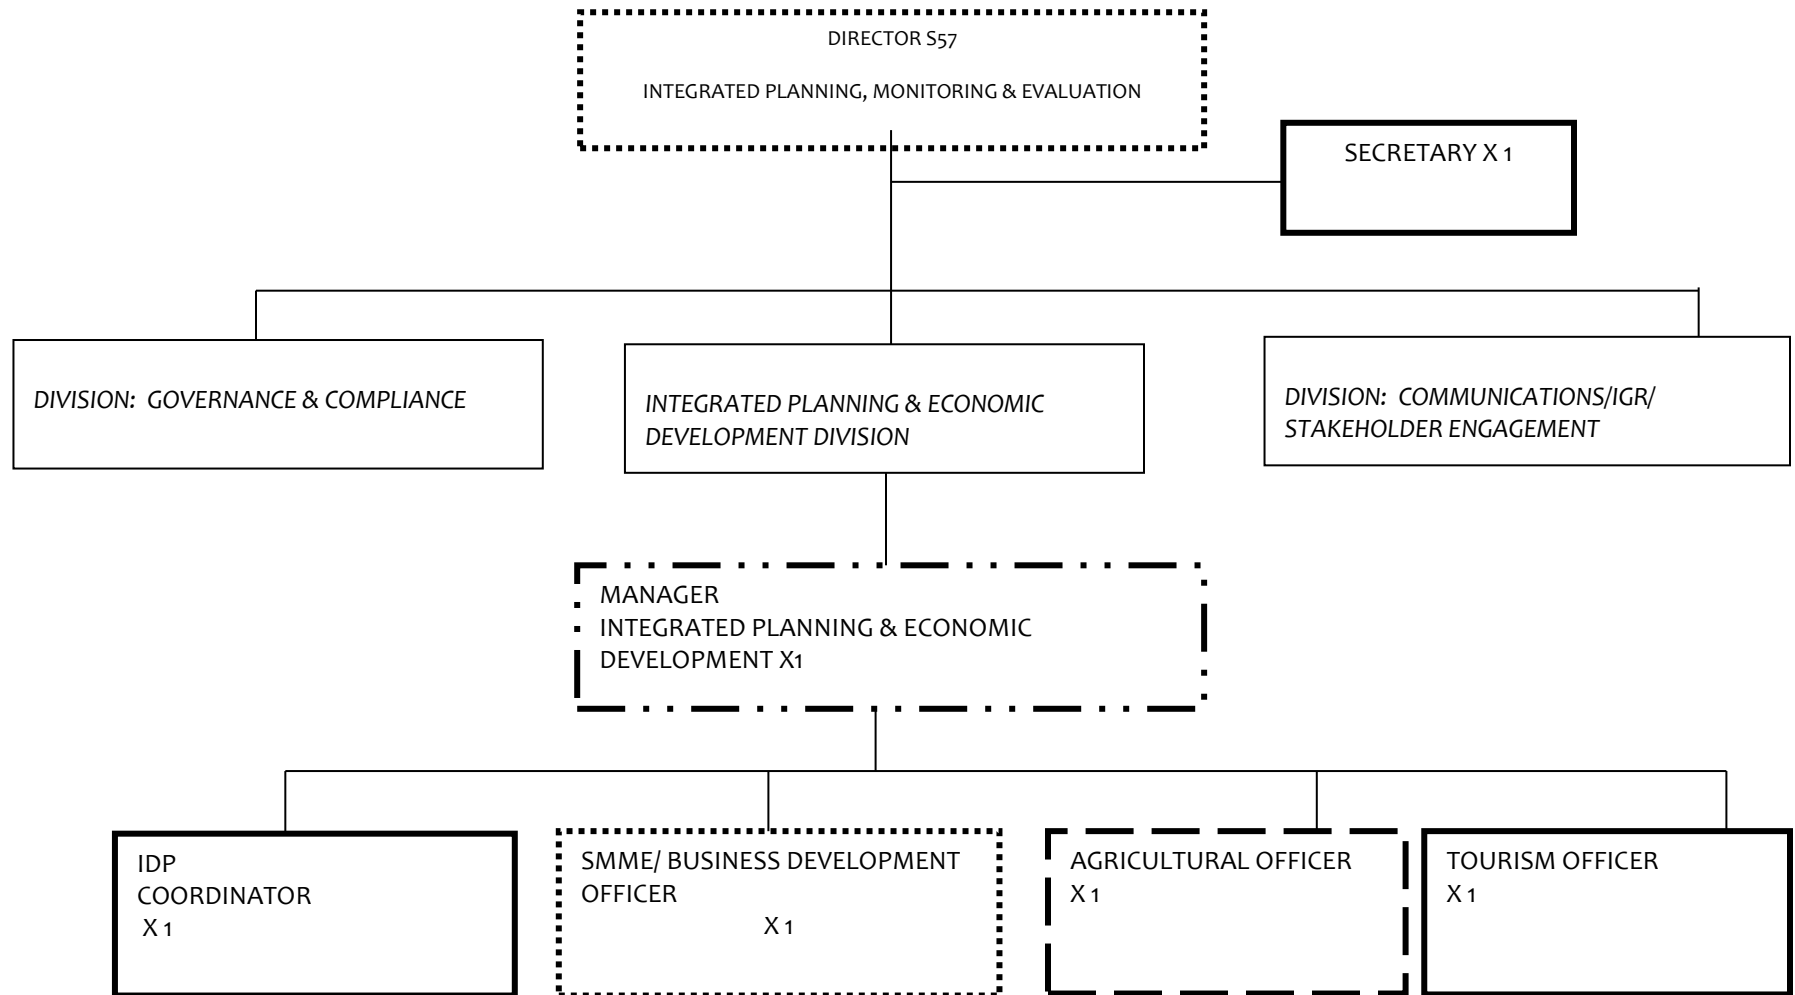 DIRECTOR S57
INTEGRATED PLANNING, MONITORING & EVALUATION
SECRETARY X 1
DIVISION: GOVERNANCE & COMPLIANCE
INTEGRATED PLANNING & ECONOMIC
DEVELOPMENT DIVISION
DIVISION: COMMUNICATIONS/IGR/
STAKEHOLDER ENGAGEMENT
MANAGER
INTEGRATED PLANNING & ECONOMIC
DEVELOPMENT X1
IDP
COORDINATOR
X 1
SMME/ BUSINESS DEVELOPMENT
OFFICER
X 1
AGRICULTURAL OFFICER
X 1
TOURISM OFFICER
X 1